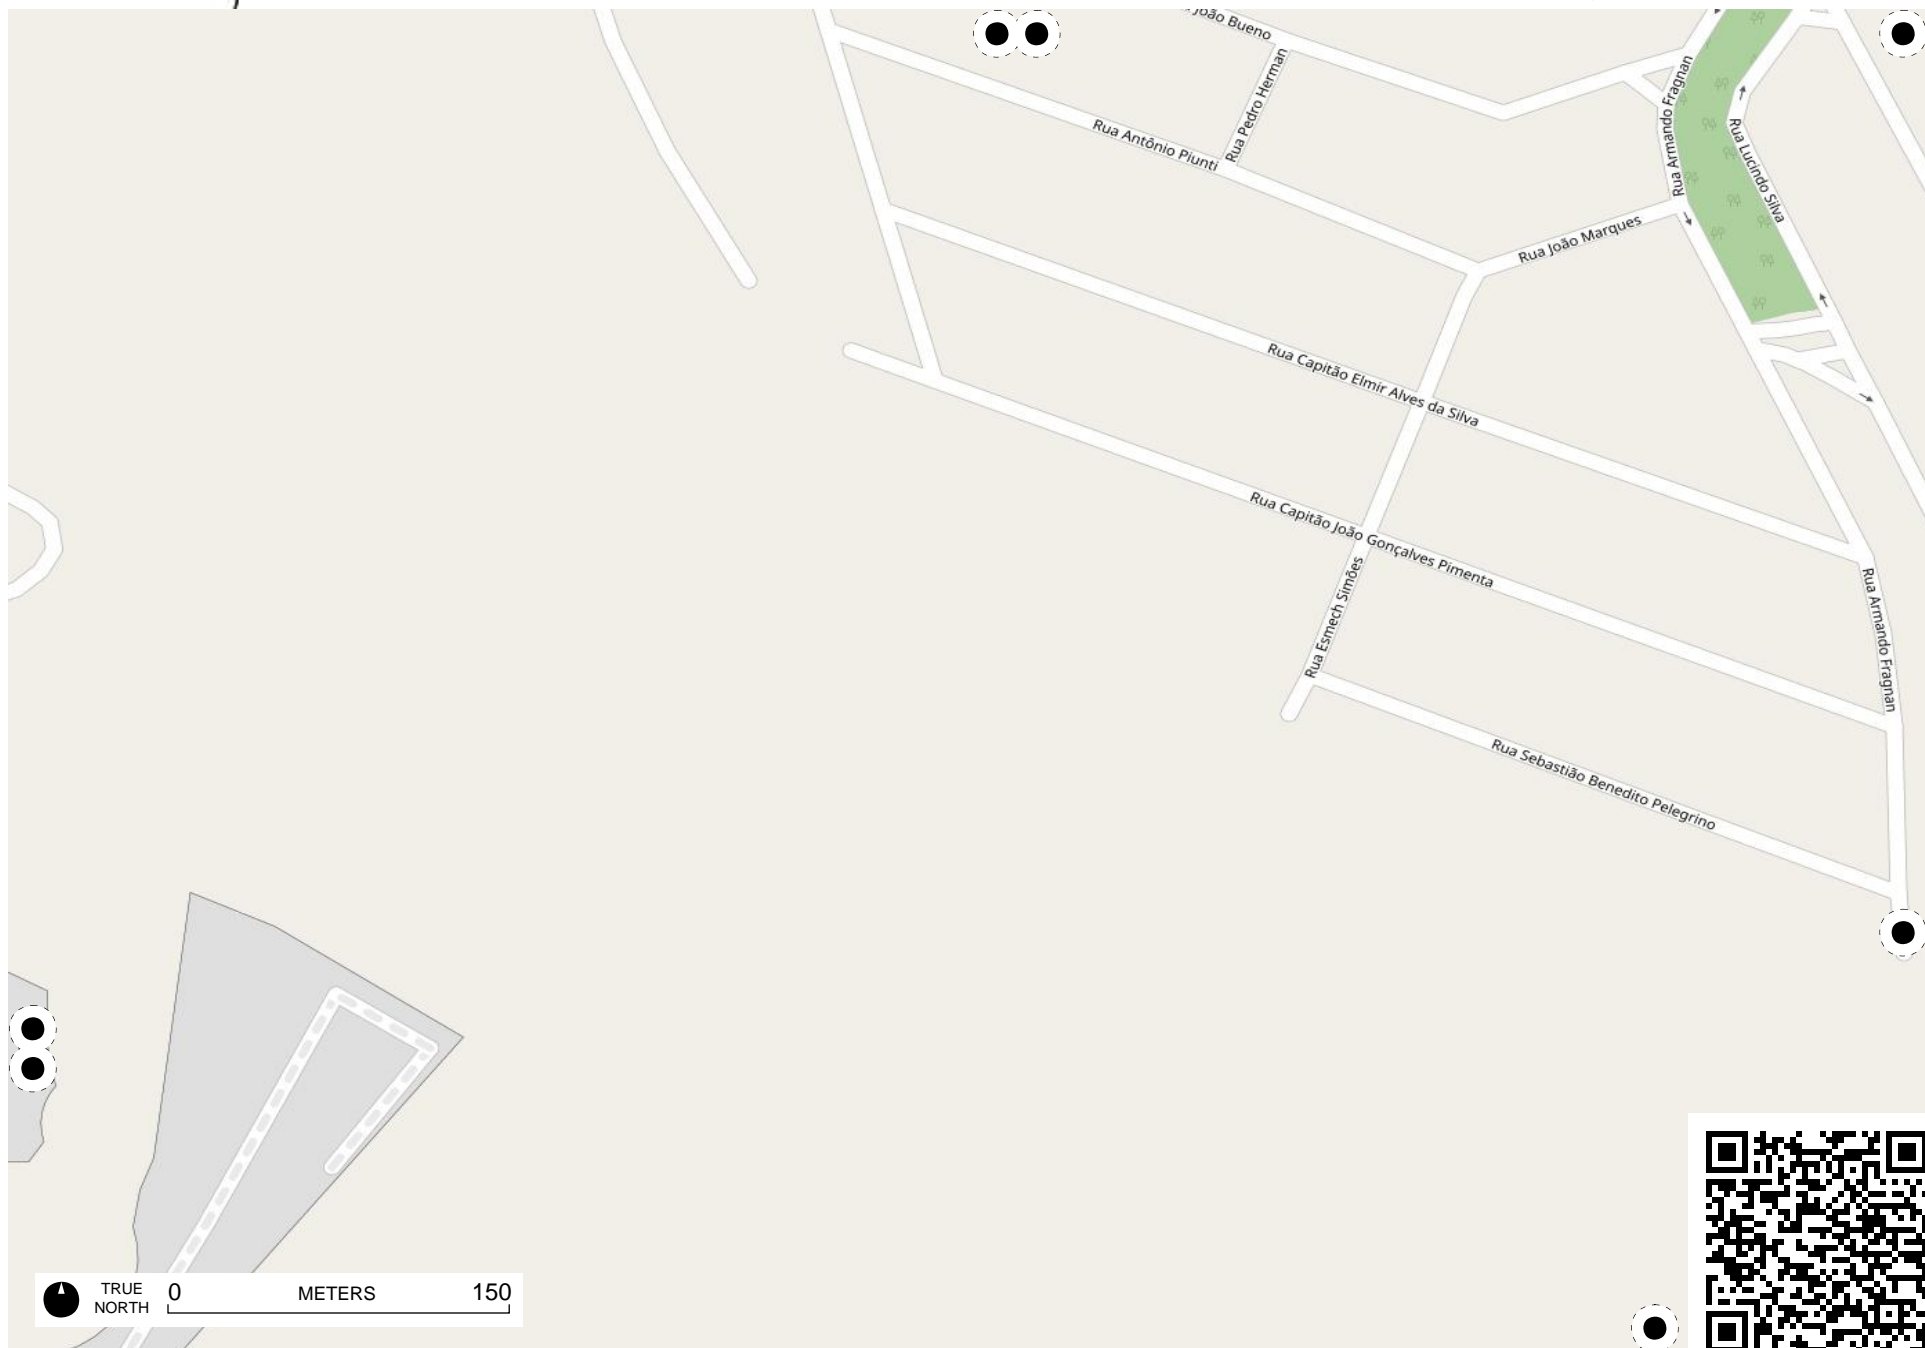 João Bueno
Rua Pedro Herman
Rua Antônio Piunti
Rua Armando Fragnan
Rua Lucindo Silva
Rua João Marques
Rua Capitão Elmir Alves da Silva
Rua Capitão João Gonçalves Pimenta
Rua Esmech Simões
Rua Armando Fragnan
Rua Sebastião Benedito Pelegrino
TRUE NORTH
0 METERS 150